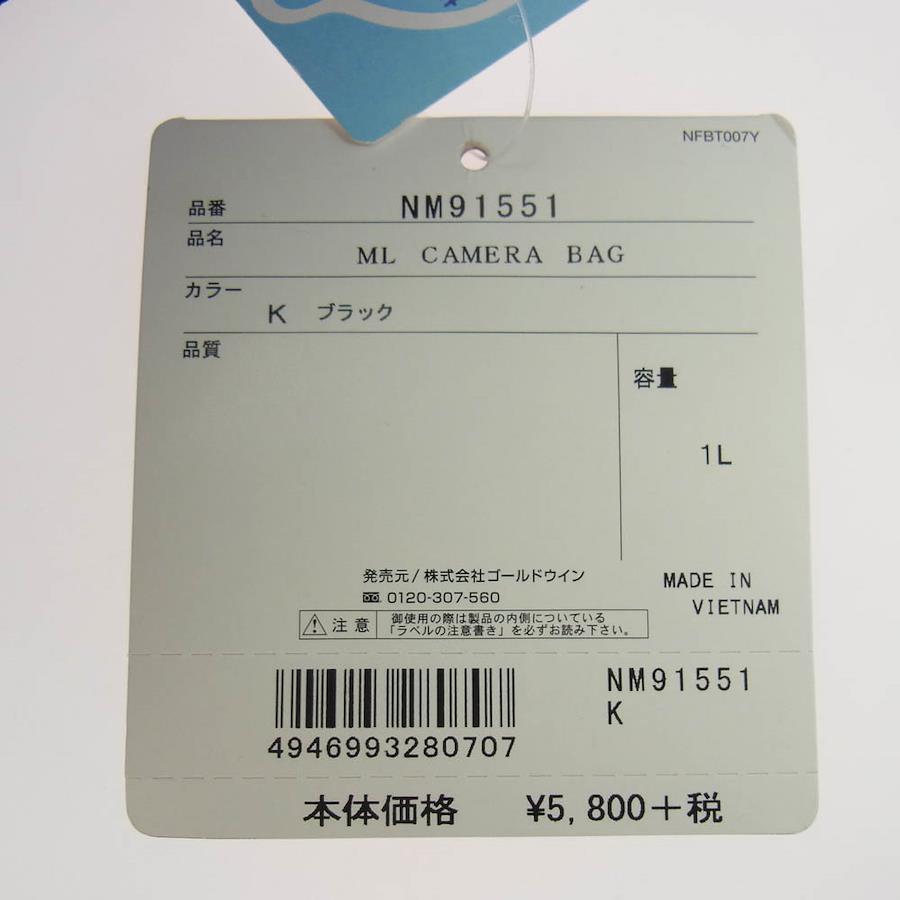 NFBT007Y
品番 NM91551
品名 ML CAMERA BAG
カラー K ブラック
品質
容量
1L
発売元/株式会社ゴールドウイン
0120-307-560
MADE IN
VIETNAM
注意
御使用の際は製品の内側についている
「ラベルの注意書き」を必ずお読み下さい。
NM91551
K
4946993280707
本体価格 ¥5,800+税